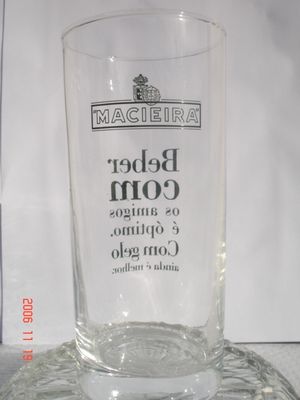 "MACIEIRA"
Beber
com
os amigos
é óptimo.
Com gelo
ainda é melhor.
2006 11 19